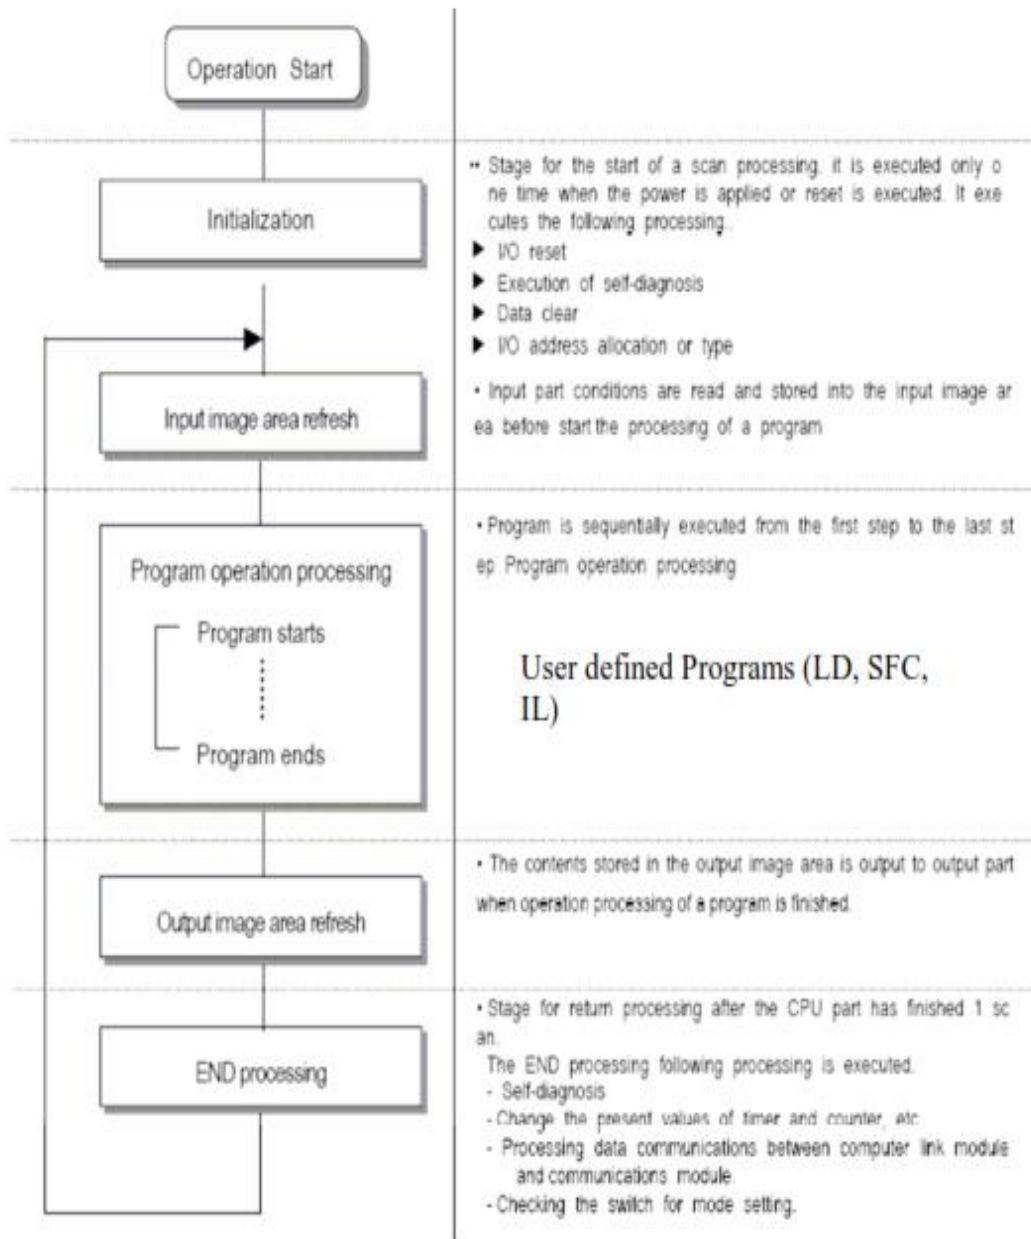 Operation Start
Initialization
•• Stage for the start of a scan processing. it is executed only o
ne time when the power is applied or reset is executed. It exe
cutes the following processing..
▶ I/O reset
▶ Execution of self-diagnosis
▶ Data clear
▶ I/O address allocation or type
Input image area refresh
• Input part conditions are read and stored into the input image ar
ea before start the processing of a program
Program operation processing
Program starts
Program ends
• Program is sequentially executed from the first step to the last st
ep Program operation processing
User defined Programs (LD, SFC,
IL)
Output image area refresh
• The contents stored in the output image area is output to output part
when operation processing of a program is finished.
END processing
• Stage for return processing after the CPU part has finished 1 sc
an.
The END processing following processing is executed.
- Self-diagnosis
- Change the present values of timer and counter, etc
- Processing data communications between computer link module
and communications module
- Checking the switch for mode setting.